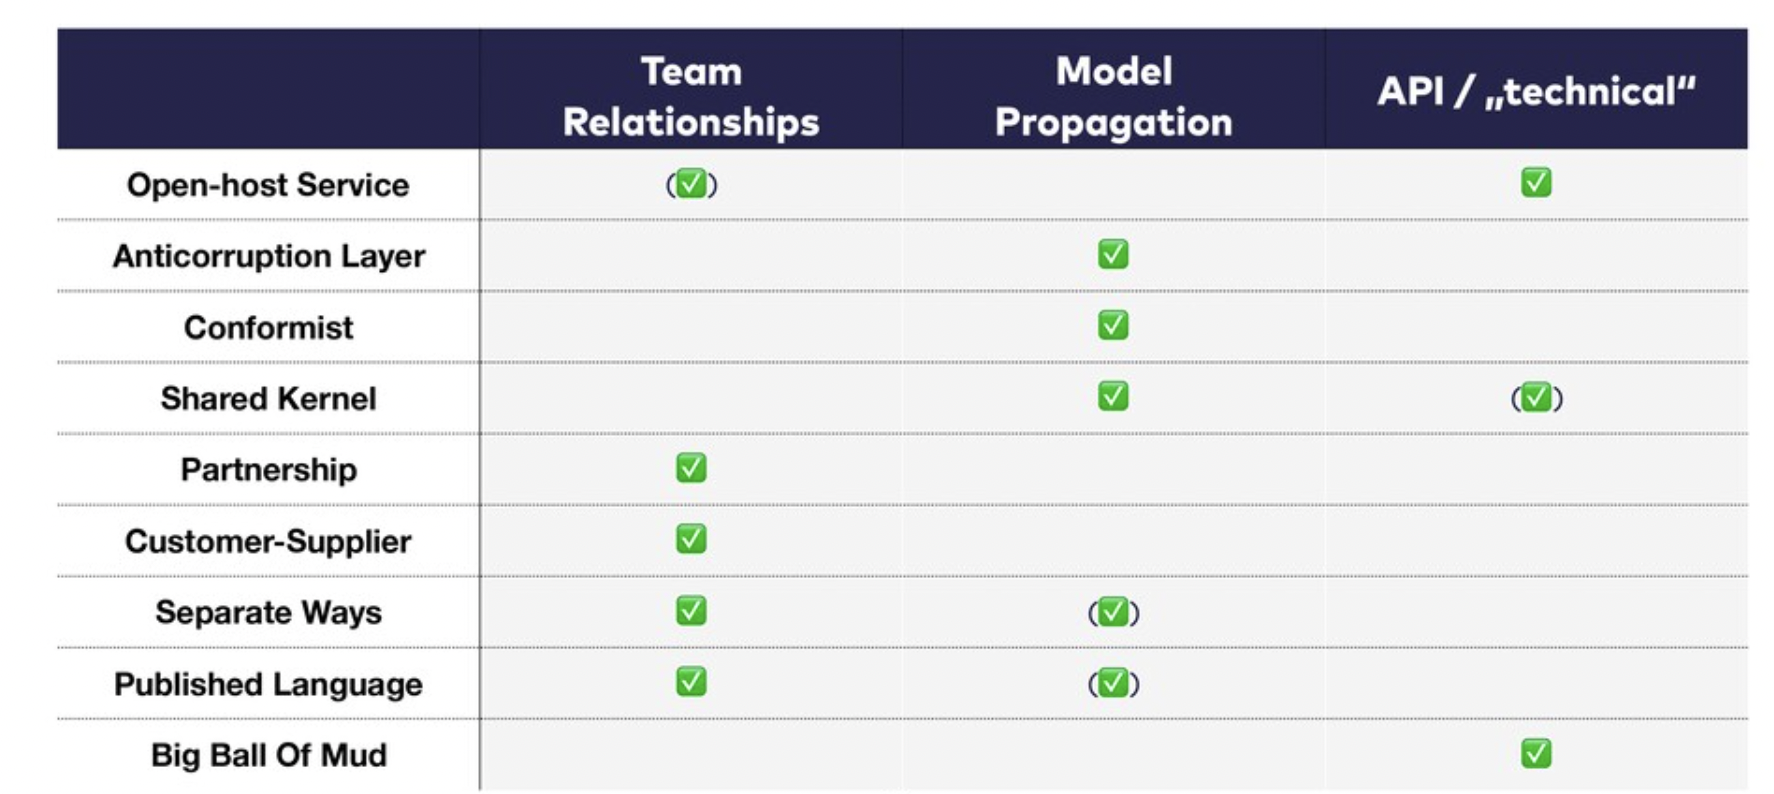 Team
Relationships
Model
Propagation
API / „technical“
Open-host Service (✅) ✅
Anticorruption Layer ✅
Conformist ✅
Shared Kernel ✅ (✅)
Partnership ✅
Customer-Supplier ✅
Separate Ways ✅ (✅)
Published Language ✅ (✅)
Big Ball Of Mud ✅